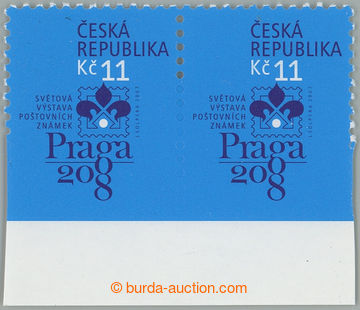 ČESKÁ
REPUBLIKA
Kč 11
SVĚTOVÁ
VÝSTAVA
POŠTOVNÍCH
ZNÁMEK
Praga
2008
ČESKÁ
REPUBLIKA
Kč 11
SVĚTOVÁ
VÝSTAVA
POŠTOVNÍCH
ZNÁMEK
Praga
2008
© burda-auction.com